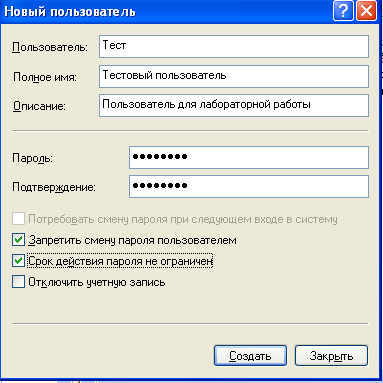 Новый пользователь
Пользователь: Тест
Полное имя: Тестовый пользователь
Описание: Пользователь для лабораторной работы
Пароль: ●●●●●●●●
Подтверждение: ●●●●●●●●
Потребовать смену пароля при следующем входе в систему
Запретить смену пароля пользователем
Срок действия пароля не ограничен
Отключить учетную запись
Создать Закрыть